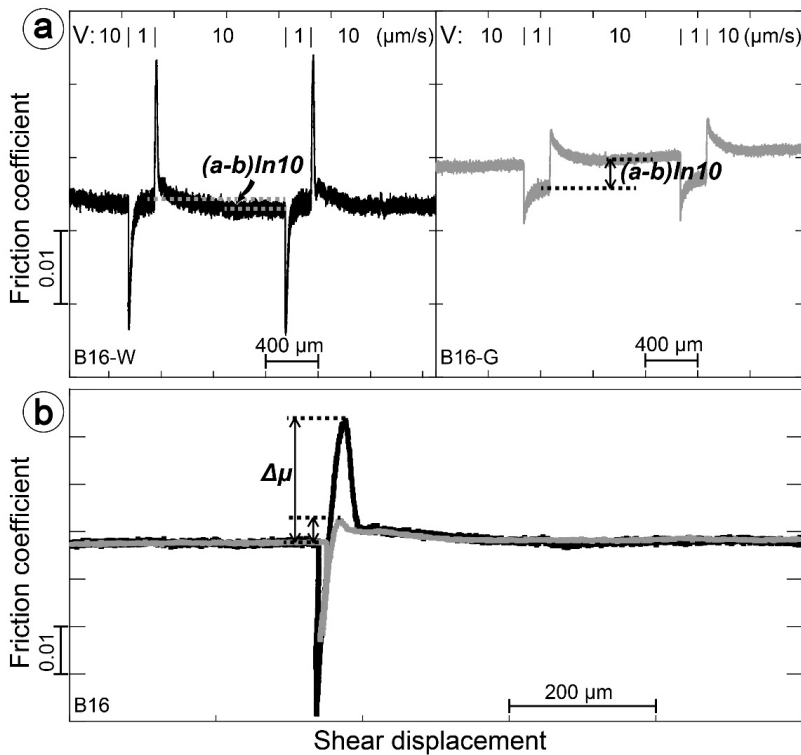 a
V: 10 | 1 | 10 | 1 | 10 (μm/s)
V: 10 | 1 | 10 | 1 | 10 (μm/s)
Friction coefficient
0.01
(a-b)ln10
(a-b)ln10
400 μm
400 μm
B16-W
B16-G
b
Friction coefficient
0.01
Δμ
200 μm
B16
Shear displacement